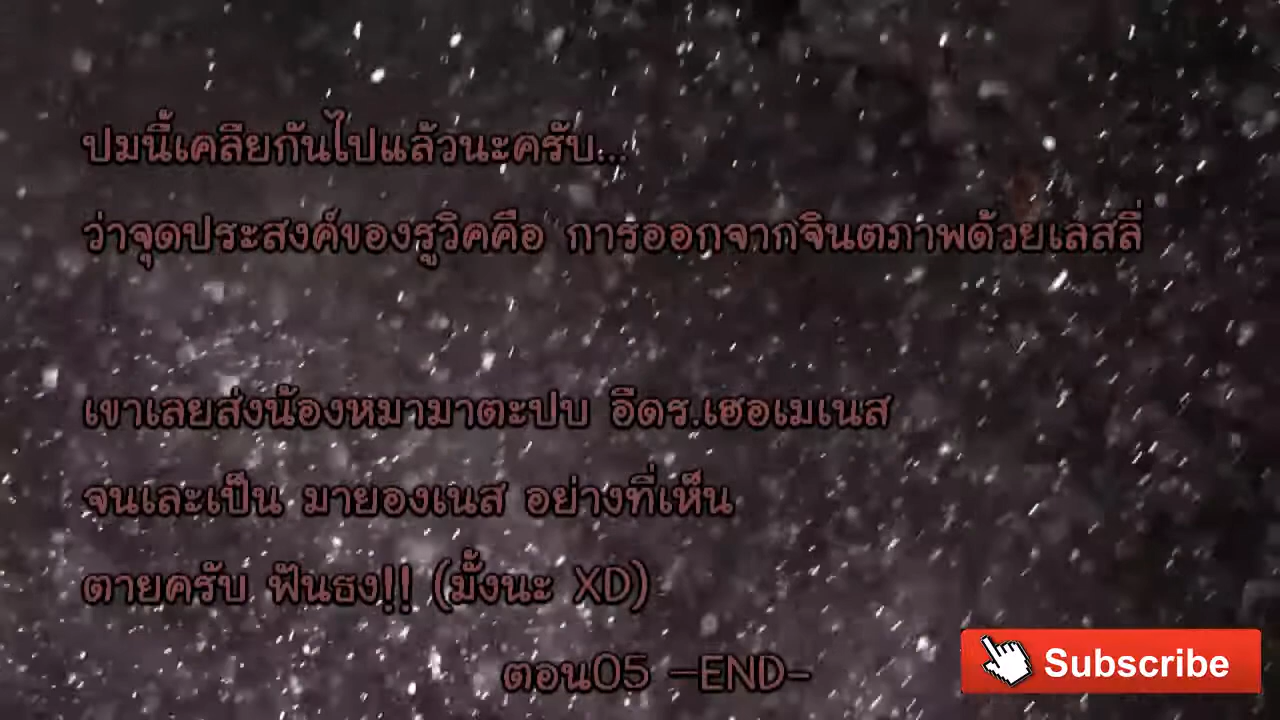 ปมนี้เคลียกันไปแล้วนะครับ...
ว่าจุดประสงค์ของรูวิคคือ การออกจากจินตภาพด้วยเลสลี่
เขาเลยส่งน้องหมามาตะปบ อีดร.เฮอเมเนส
จนเละเป็น มายองเนส อย่างที่เห็น
ตายครับ ฟันธง!! (มั้งนะ XD)
ตอน05 -END-
Subscribe